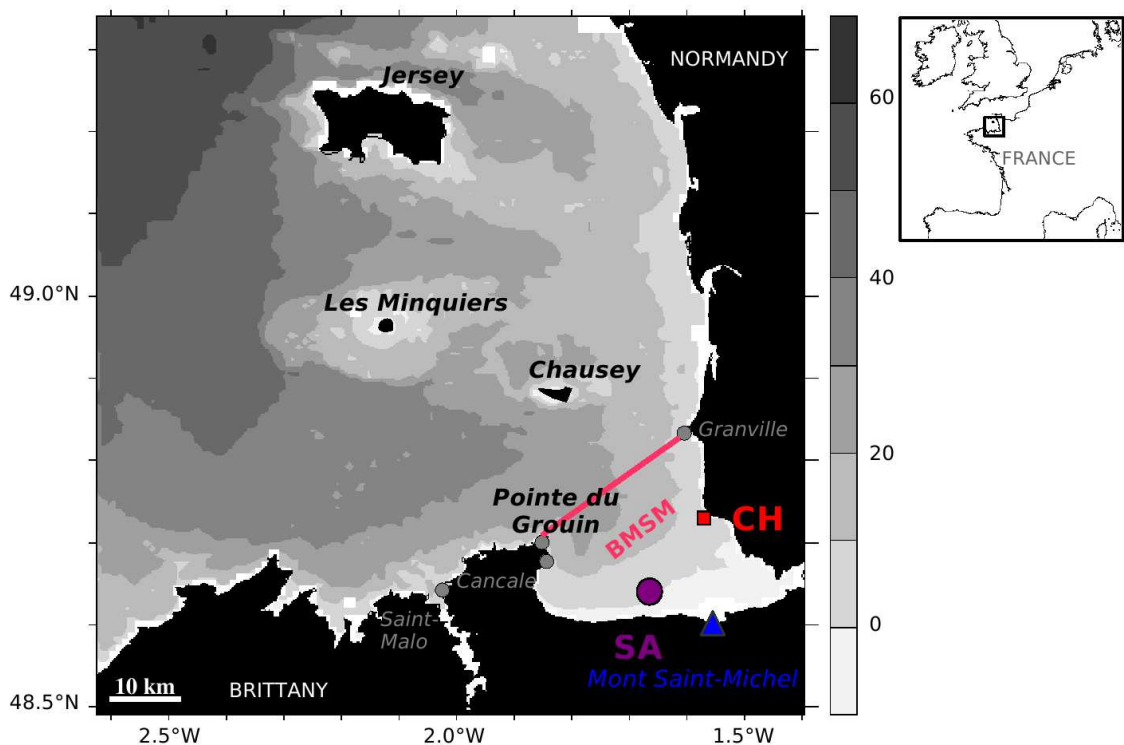 NORMANDY
Jersey
60
FRANCE
40
49.0°N
Les Minquiers
Chausey
Granville
20
Pointe du
Grouin
BMSM
CH
Cancale
Saint-
Malo
0
SA
Mont Saint-Michel
10 km
BRITTANY
48.5°N
2.5°W
2.0°W
1.5°W